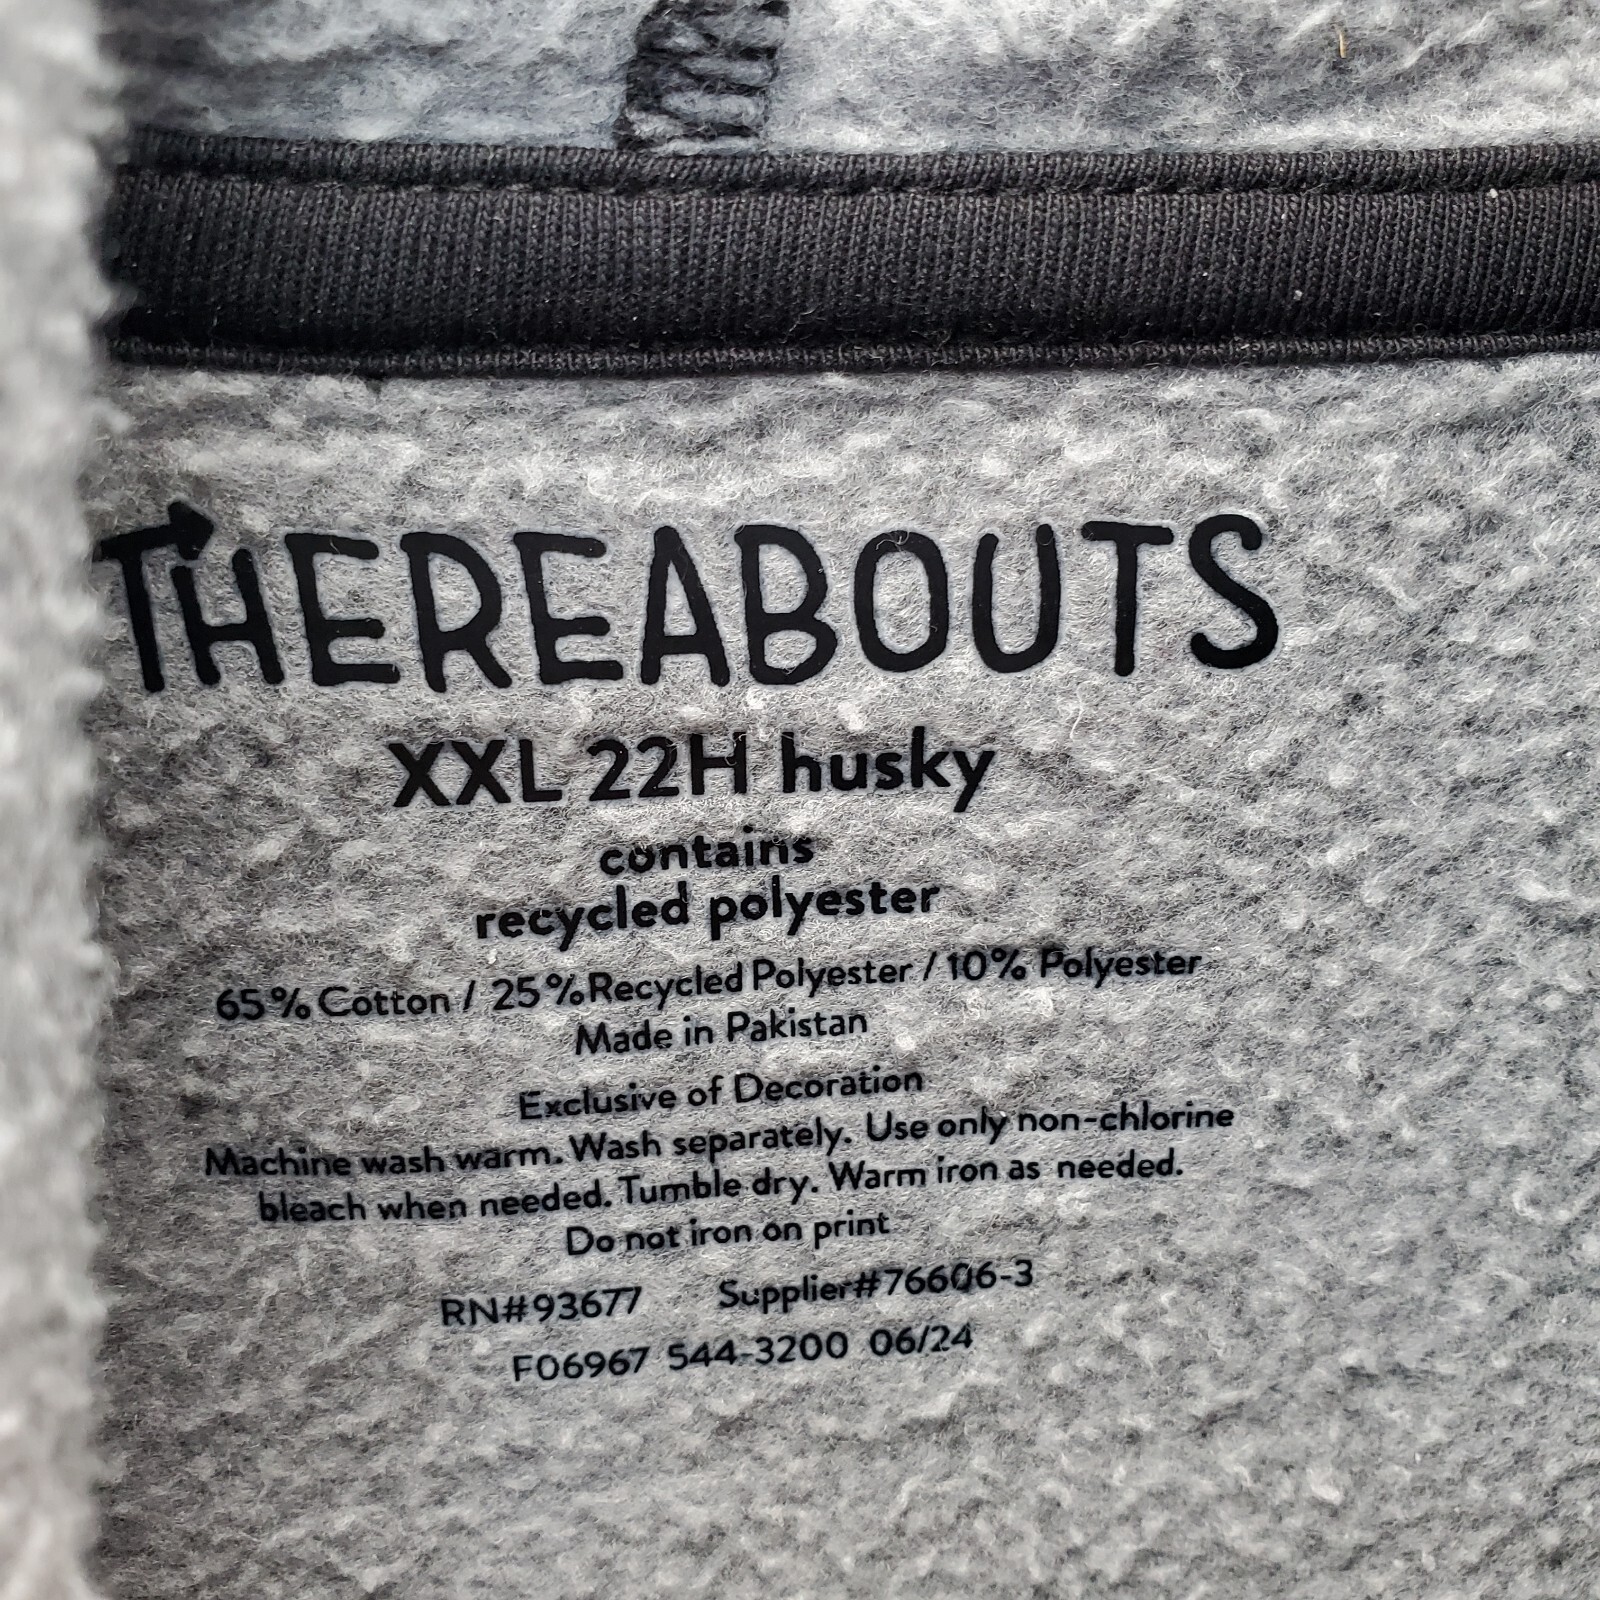 THEREABOUTS
XXL 22H husky
contains
recycled polyester
65% Cotton / 25% Recycled Polyester / 10% Polyester
Made in Pakistan
Exclusive of Decoration
Machine wash warm. Wash separately. Use only non-chlorine
bleach when needed. Tumble dry. Warm iron as needed.
Do not iron on print
RN#93677 Supplier#76606-3
F06967 544-3200 06/24